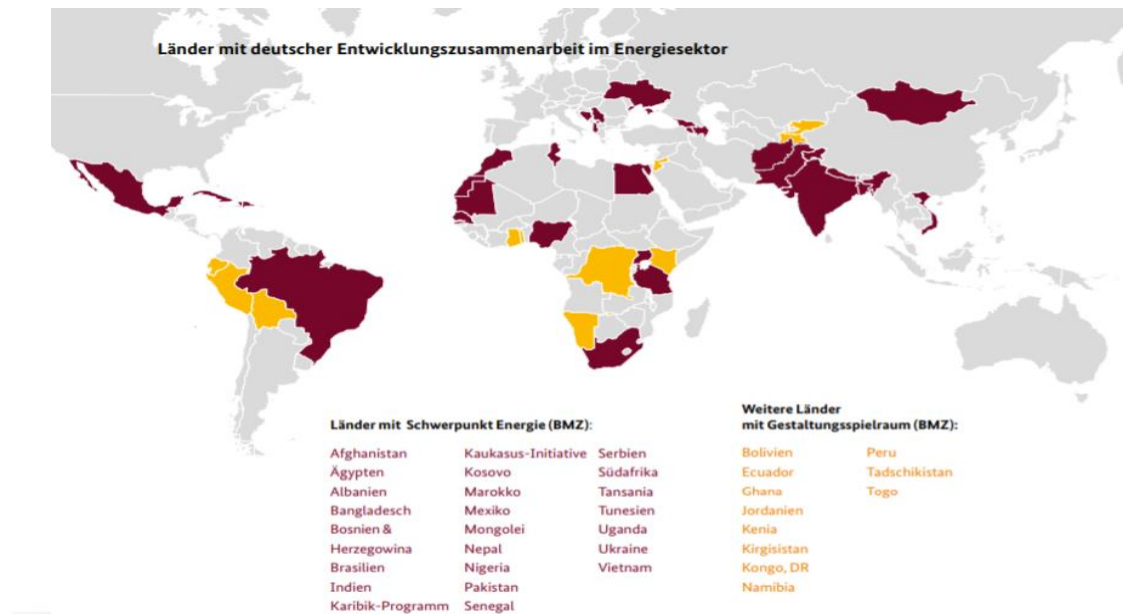 Länder mit deutscher Entwicklungszusammenarbeit im Energiesektor
Länder mit Schwerpunkt Energie (BMZ):
Afghanistan
Ägypten
Albanien
Bangladesch
Bosnien &
Herzegowina
Brasilien
Indien
Karibik-Programm
Kaukasus-Initiative
Kosovo
Marokko
Mexiko
Mongolei
Nepal
Nigeria
Pakistan
Senegal
Serbien
Südafrika
Tansania
Tunesien
Uganda
Ukraine
Vietnam
Weitere Länder
mit Gestaltungsspielraum (BMZ):
Bolivien
Ecuador
Ghana
Jordanien
Kenia
Kirgisistan
Kongo, DR
Namibia
Peru
Tadschikistan
Togo